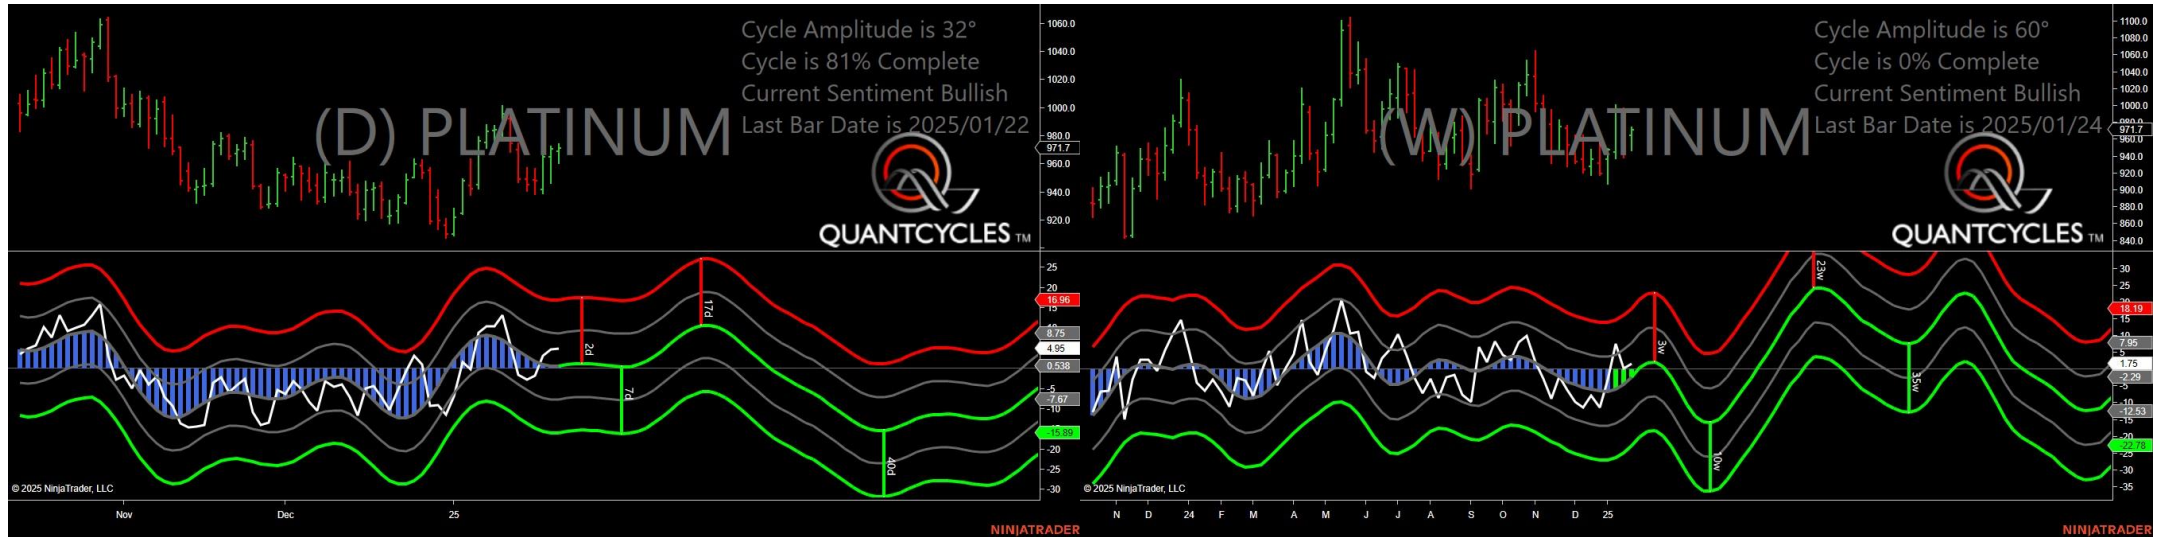 Cycle Amplitude is 32°
Cycle is 81% Complete
Current Sentiment Bullish
Last Bar Date is 2025/01/22
(D) PLATINUM
QUANTCYCLES TM
1060.0
1040.0
1020.0
1000.0
980.0
971.7
960.0
940.0
920.0
25
20
16.96
15
8.75
4.95
0.538
-5
-7.67
-10
-15.89
-20
-25
-30
2d
7d
17d
40d
© 2025 NinjaTrader, LLC
Nov
Dec
25
NINJATRADER
Cycle Amplitude is 60°
Cycle is 0% Complete
Current Sentiment Bullish
Last Bar Date is 2025/01/24
(W) PLATINUM
QUANTCYCLES TM
1100.0
1080.0
1060.0
1040.0
1020.0
1000.0
971.7
960.0
940.0
920.0
900.0
880.0
860.0
840.0
30
25
18.19
15
10
7.95
5
1.75
-2.29
-5
-10
-12.53
-15
-20
-22.78
-25
-30
-35
3w
10w
23w
35w
© 2025 NinjaTrader, LLC
N D 24 F M A M J J A S O N D 25
NINJATRADER